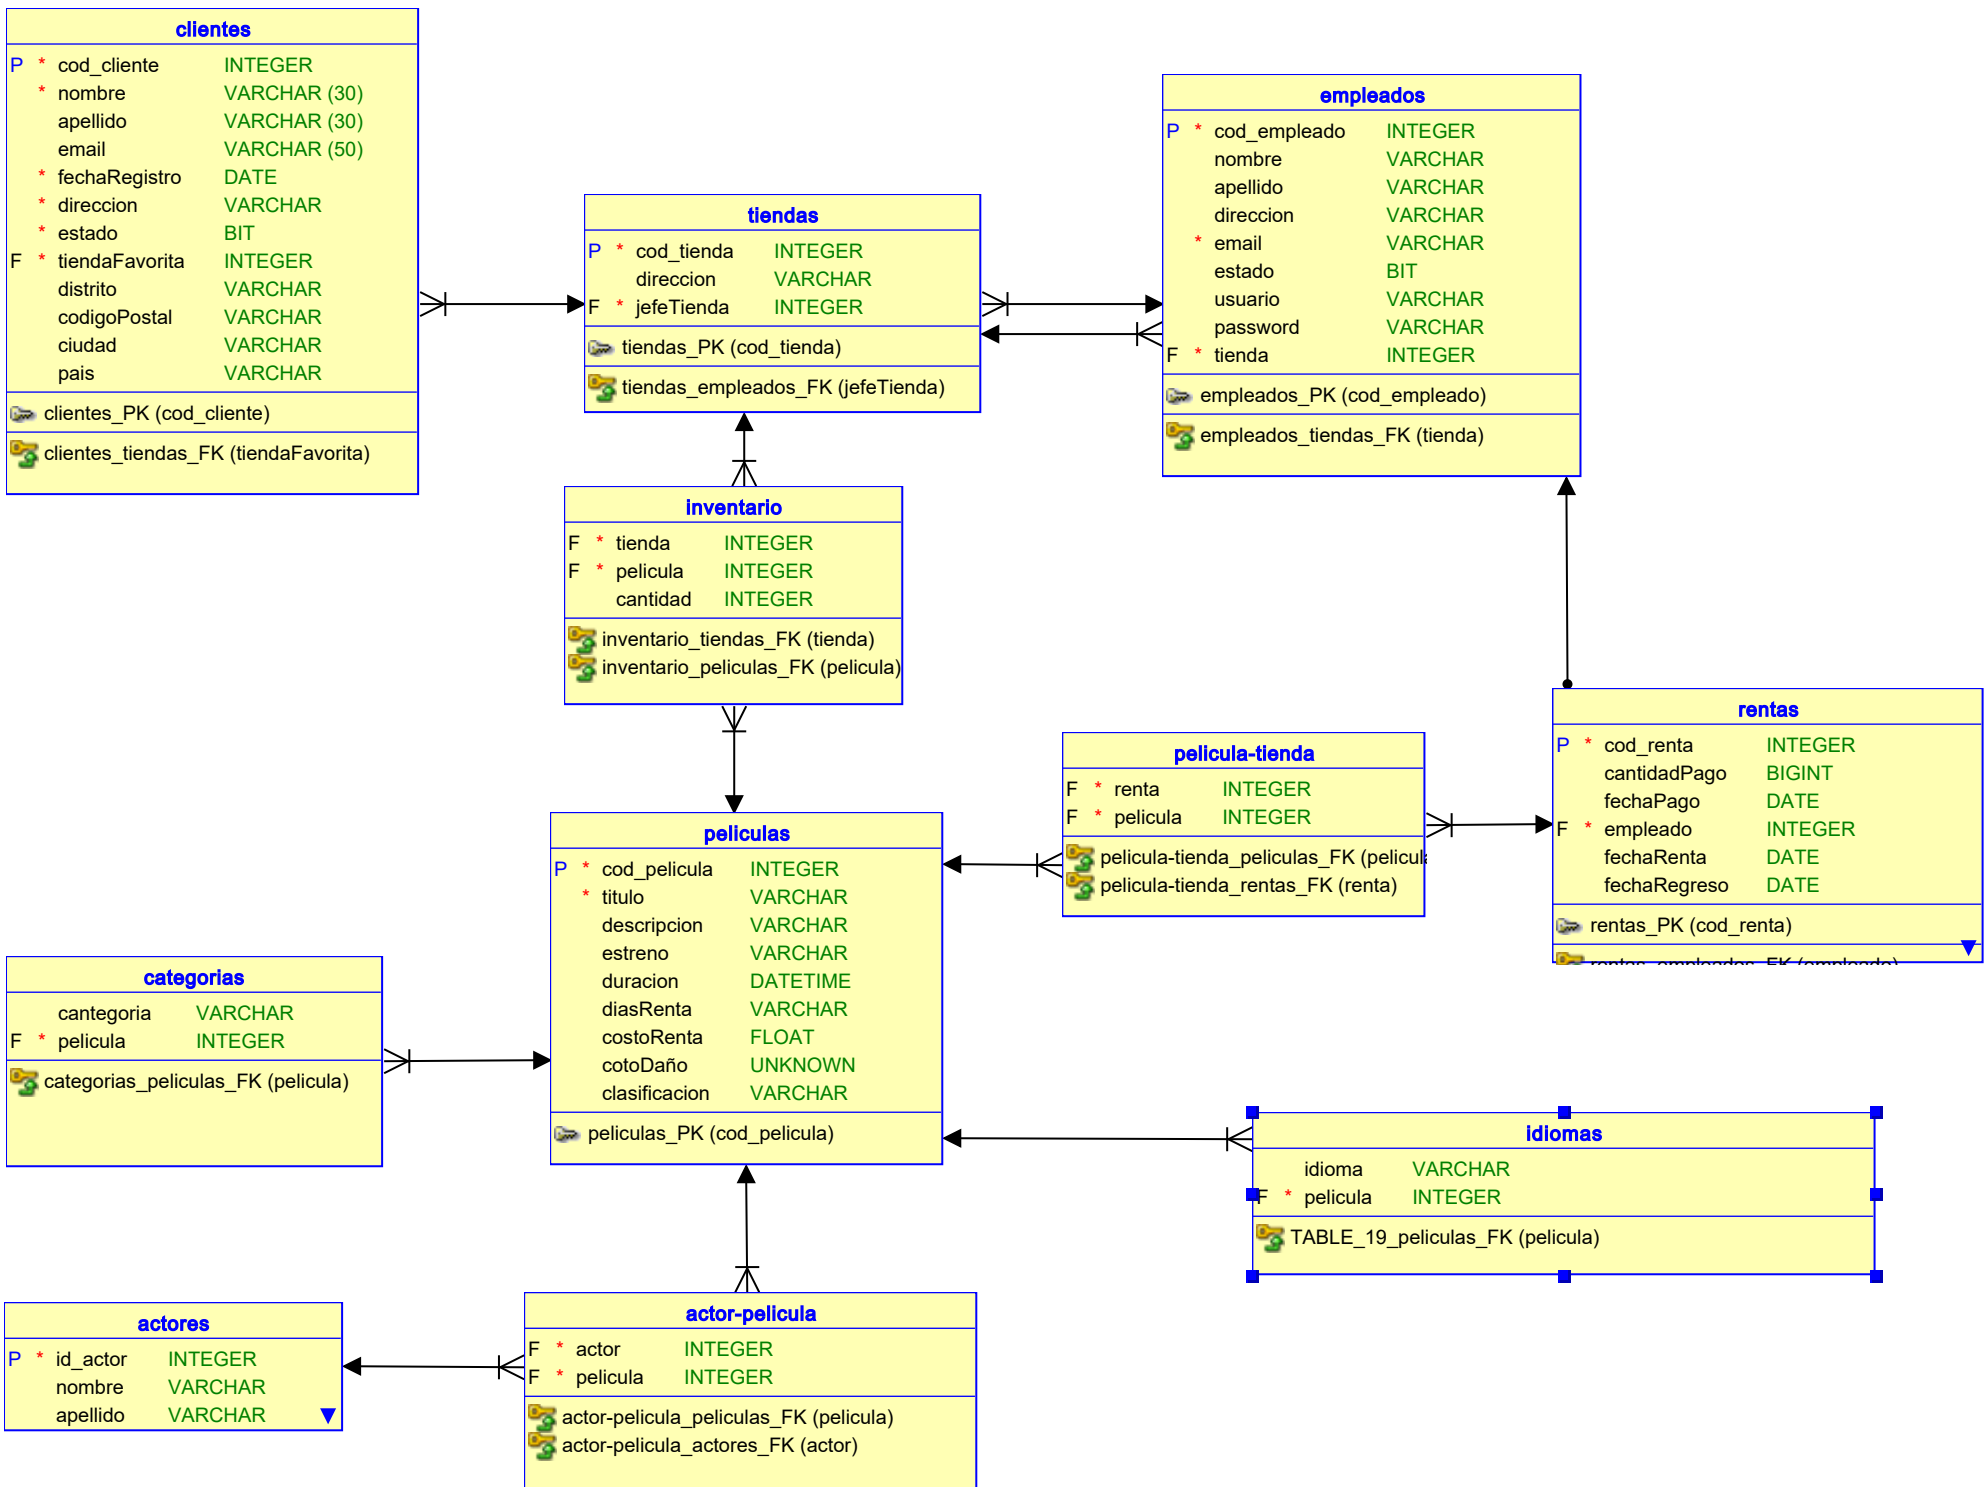 clientes
P * cod_cliente INTEGER
* nombre VARCHAR (30)
apellido VARCHAR (30)
email VARCHAR (50)
* fechaRegistro DATE
* direccion VARCHAR
* estado BIT
F * tiendaFavorita INTEGER
distrito VARCHAR
codigoPostal VARCHAR
ciudad VARCHAR
pais VARCHAR
clientes_PK (cod_cliente)
clientes_tiendas_FK (tiendaFavorita)
tiendas
P * cod_tienda INTEGER
direccion VARCHAR
F * jefeTienda INTEGER
tiendas_PK (cod_tienda)
tiendas_empleados_FK (jefeTienda)
empleados
P * cod_empleado INTEGER
nombre VARCHAR
apellido VARCHAR
direccion VARCHAR
* email VARCHAR
estado BIT
usuario VARCHAR
password VARCHAR
F * tienda INTEGER
empleados_PK (cod_empleado)
empleados_tiendas_FK (tienda)
inventario
F * tienda INTEGER
F * pelicula INTEGER
cantidad INTEGER
inventario_tiendas_FK (tienda)
inventario_peliculas_FK (pelicula)
pelicula-tienda
F * renta INTEGER
F * pelicula INTEGER
pelicula-tienda_peliculas_FK (pelicul
pelicula-tienda_rentas_FK (renta)
rentas
P * cod_renta INTEGER
cantidadPago BIGINT
fechaPago DATE
F * empleado INTEGER
fechaRenta DATE
fechaRegreso DATE
rentas_PK (cod_renta)
rentas_empleados_FK (empleado)
peliculas
P * cod_pelicula INTEGER
* titulo VARCHAR
descripcion VARCHAR
estreno VARCHAR
duracion DATETIME
diasRenta VARCHAR
costoRenta FLOAT
cotoDaño UNKNOWN
clasificacion VARCHAR
peliculas_PK (cod_pelicula)
categorias
cantegoria VARCHAR
F * pelicula INTEGER
categorias_peliculas_FK (pelicula)
idiomas
idioma VARCHAR
F * pelicula INTEGER
TABLE_19_peliculas_FK (pelicula)
actores
P * id_actor INTEGER
nombre VARCHAR
apellido VARCHAR
actor-pelicula
F * actor INTEGER
F * pelicula INTEGER
actor-pelicula_peliculas_FK (pelicula)
actor-pelicula_actores_FK (actor)